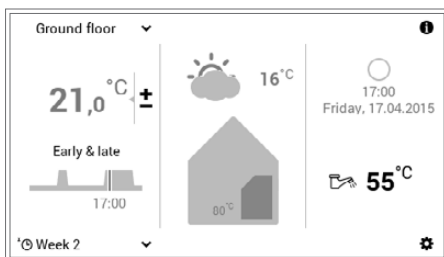 Ground floor
21,0°C ±
Early & late
17:00
Week 2
16°C
80°C
17:00
Friday, 17.04.2015
55°C